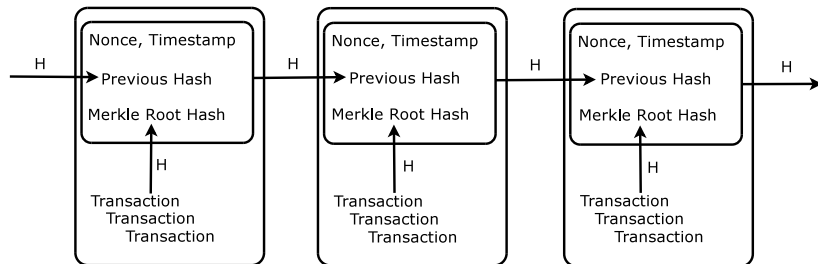 Nonce, Timestamp
Nonce, Timestamp
Nonce, Timestamp
H
H
H
H
Previous Hash
Previous Hash
Previous Hash
Merkle Root Hash
Merkle Root Hash
Merkle Root Hash
H
H
H
Transaction
Transaction
Transaction
Transaction
Transaction
Transaction
Transaction
Transaction
Transaction